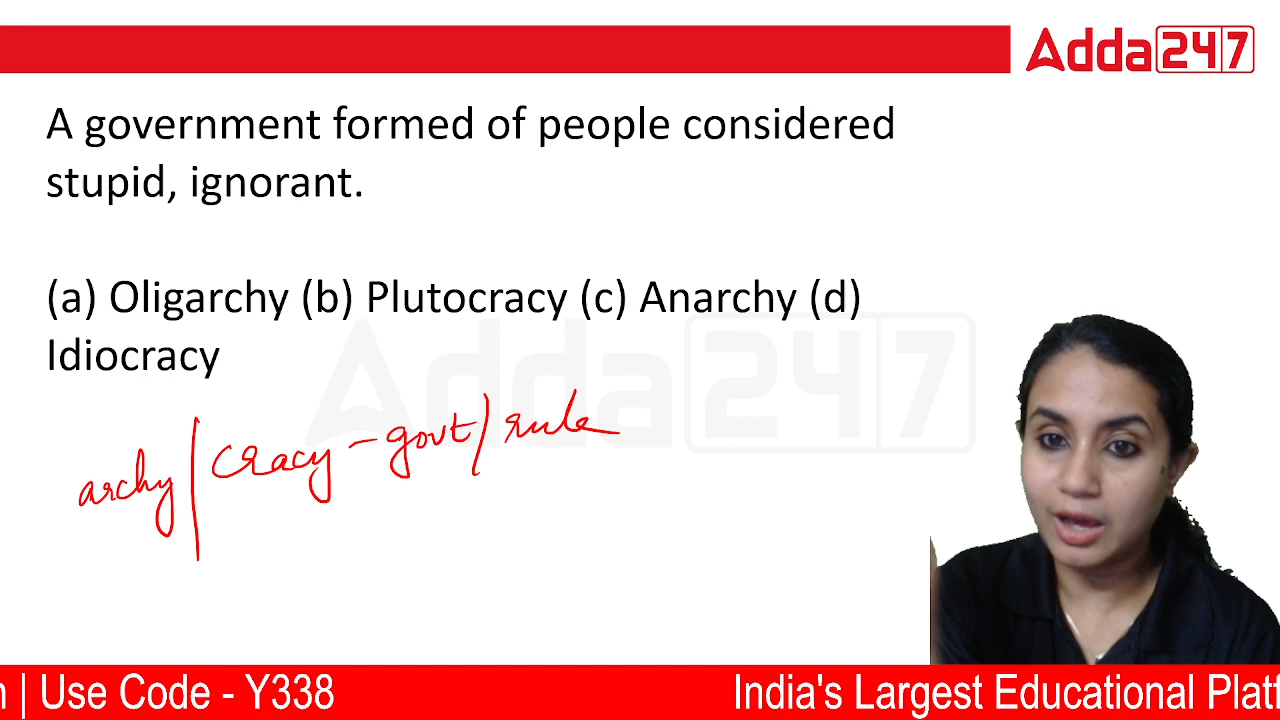 Adda247
A government formed of people considered
stupid, ignorant.
(a) Oligarchy (b) Plutocracy (c) Anarchy (d)
Idiocracy
Adda247
archy / cracy - govt / rule
n | Use Code - Y338
India's Largest Educational Platf